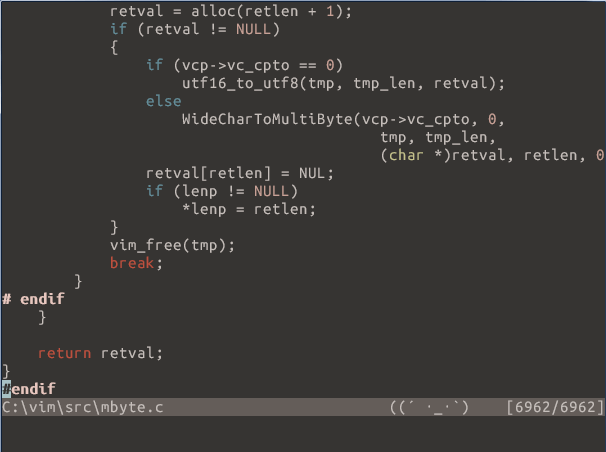 retval = alloc(retlen + 1);
            if (retval != NULL)
            {
                if (vcp->vc_cpto == 0)
                    utf16_to_utf8(tmp, tmp_len, retval);
                else
                    WideCharToMultiByte(vcp->vc_cpto, 0,
                                          tmp, tmp_len,
                                          (char *)retval, retlen, 0
                retval[retlen] = NUL;
                if (lenp != NULL)
                    *lenp = retlen;
            }
            vim_free(tmp);
            break;
        }
# endif
    }

    return retval;
}
#endif
C:\vim\src\mbyte.c                         ((´ ･_･`)    [6962/6962]